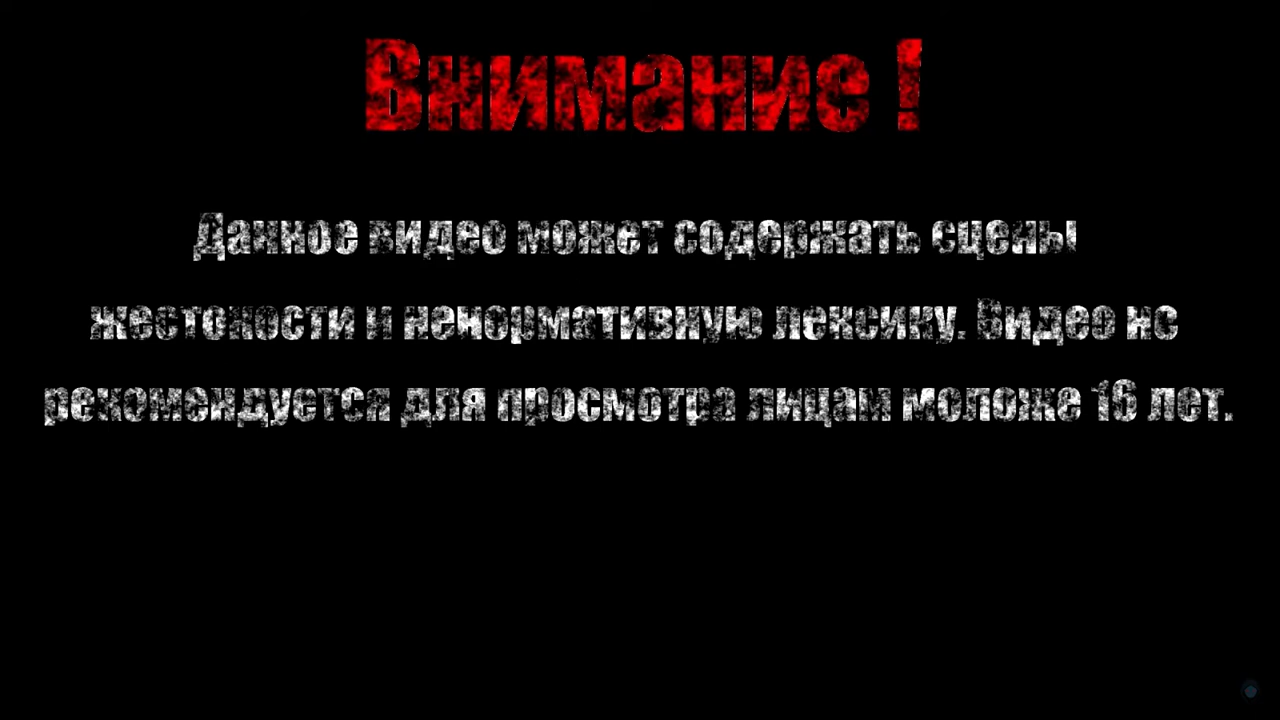 Внимание !
Данное видео может содержать сцены
жестокости и ненормативную лексику. Видео не
рекомендуется для просмотра лицам моложе 16 лет.